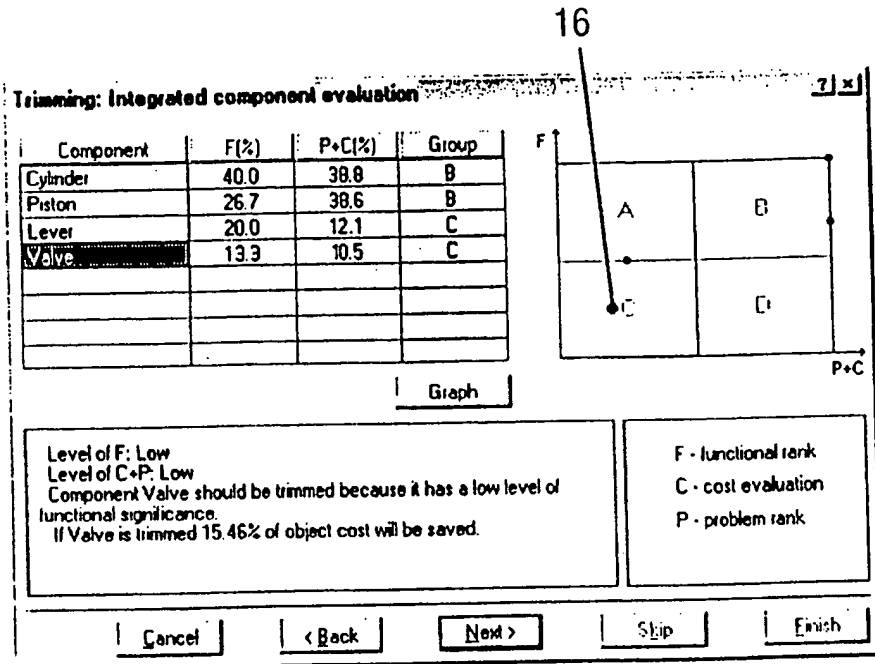 16
Trimming: Integrated component evaluation ? ×
Component F(%) P+C(%) Group
Cylinder 40.0 38.8 B
Piston 26.7 38.6 B
Lever 20.0 12.1 C
Valve 13.3 10.5 C
F
A B
C D
P+C
Graph
Level of F: Low
Level of C+P: Low
Component Valve should be trimmed because it has a low level of
functional significance.
If Valve is trimmed 15.46% of object cost will be saved.
F - functional rank
C - cost evaluation
P - problem rank
Cancel < Back Next > Skip Finish